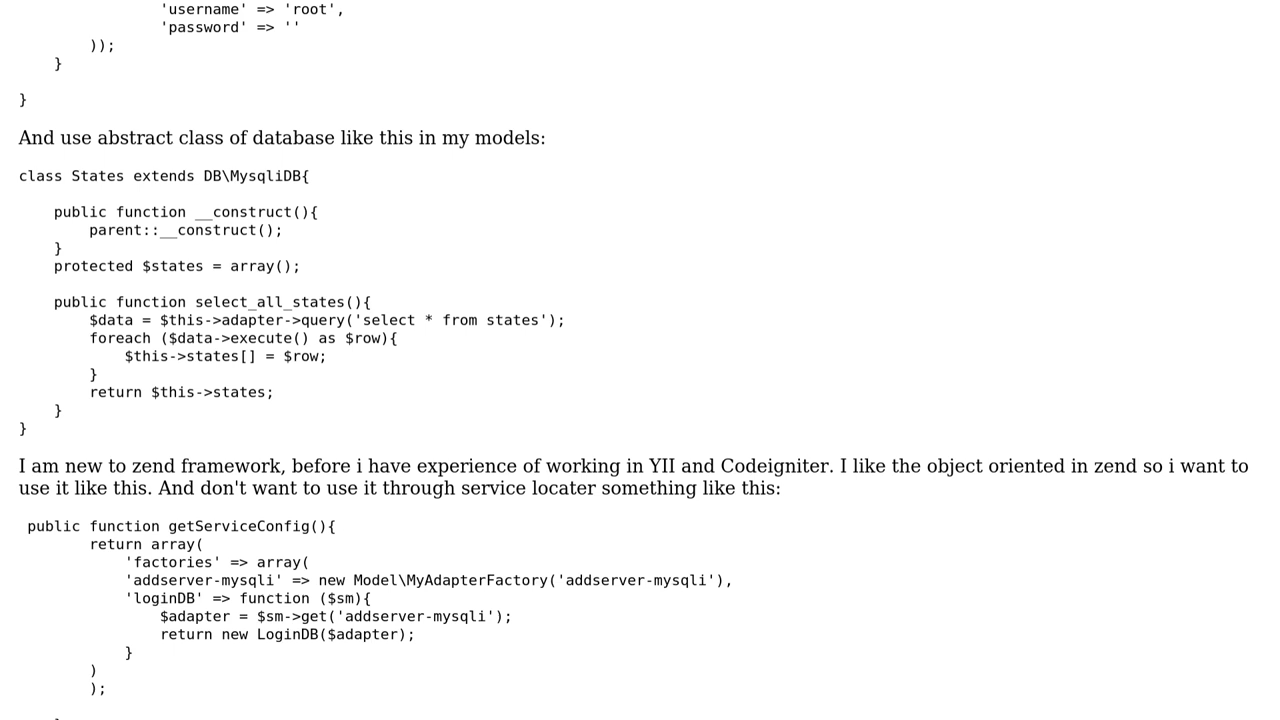 'username' => 'root',
                'password' => ''
        ));
    }

}
And use abstract class of database like this in my models:
class States extends DB\MysqliDB{

    public function __construct(){
        parent::__construct();
    }
    protected $states = array();

    public function select_all_states(){
        $data = $this->adapter->query('select * from states');
        foreach ($data->execute() as $row){
            $this->states[] = $row;
        }
        return $this->states;
    }
}
I am new to zend framework, before i have experience of working in YII and Codeigniter. I like the object oriented in zend so i want to
use it like this. And don't want to use it through service locater something like this:
 public function getServiceConfig(){
        return array(
            'factories' => array(
            'addserver-mysqli' => new Model\MyAdapterFactory('addserver-mysqli'),
            'loginDB' => function ($sm){
                $adapter = $sm->get('addserver-mysqli');
                return new LoginDB($adapter);
            }
        )
        );